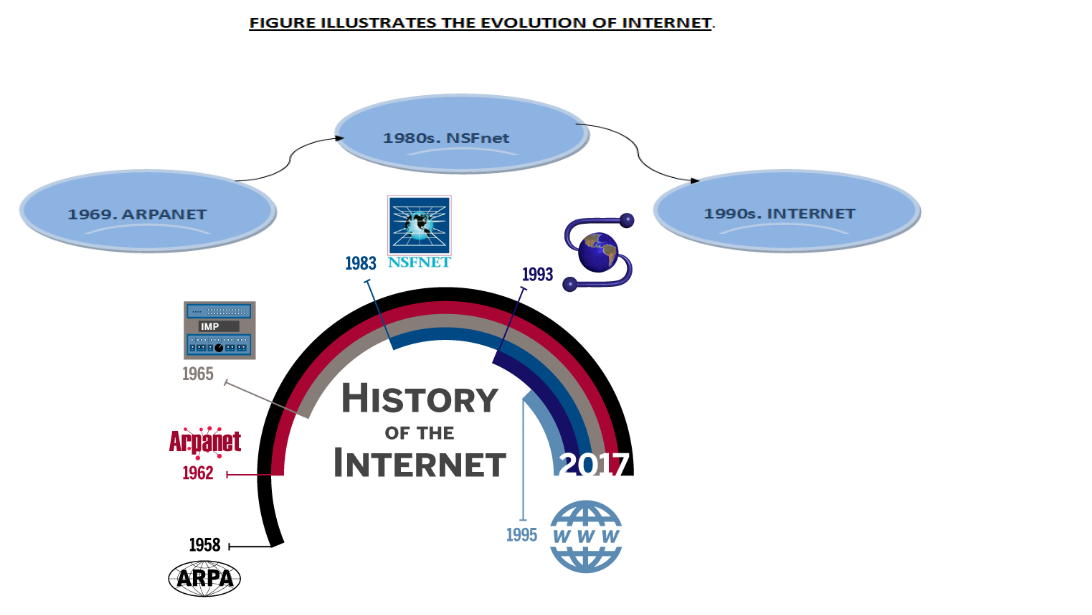 FIGURE ILLUSTRATES THE EVOLUTION OF INTERNET.
1980s. NSFnet
1969. ARPANET
1990s. INTERNET
NSFNET
1983
1993
IMP
1965
HISTORY
OF THE
INTERNET
Arpanet
1962
2017
1995
WWW
1958
ARPA